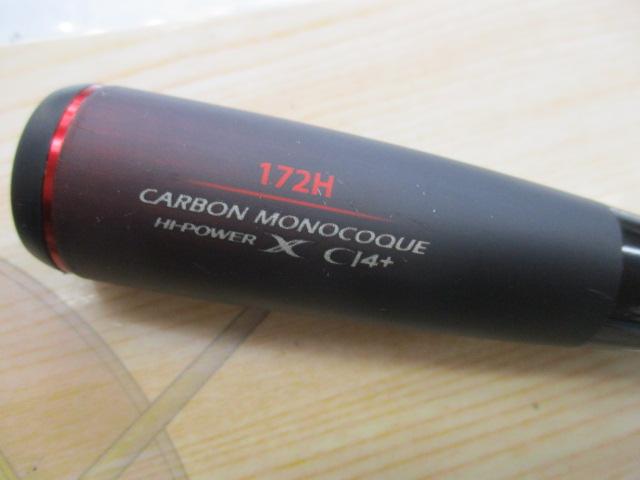 172H
CARBON MONOCOQUE
HI-POWER X CI4+